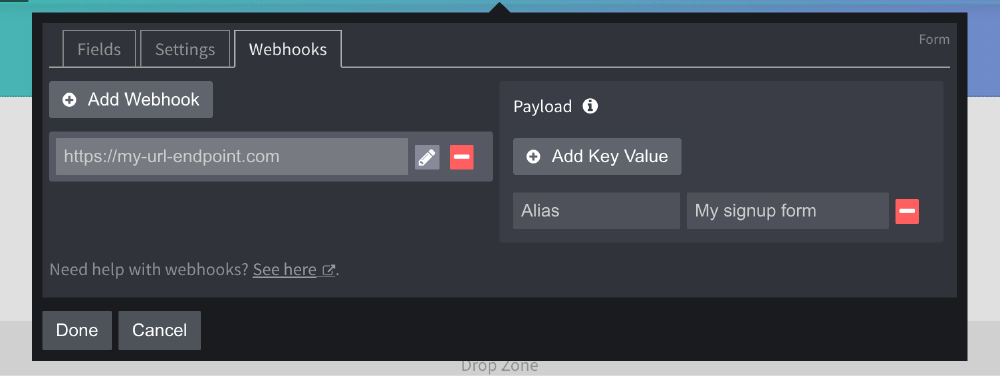 Fields
Settings
Webhooks
Form
Add Webhook
https://my-url-endpoint.com
Payload
Add Key Value
Alias
My signup form
Need help with webhooks? See here.
Done
Cancel
Drop Zone